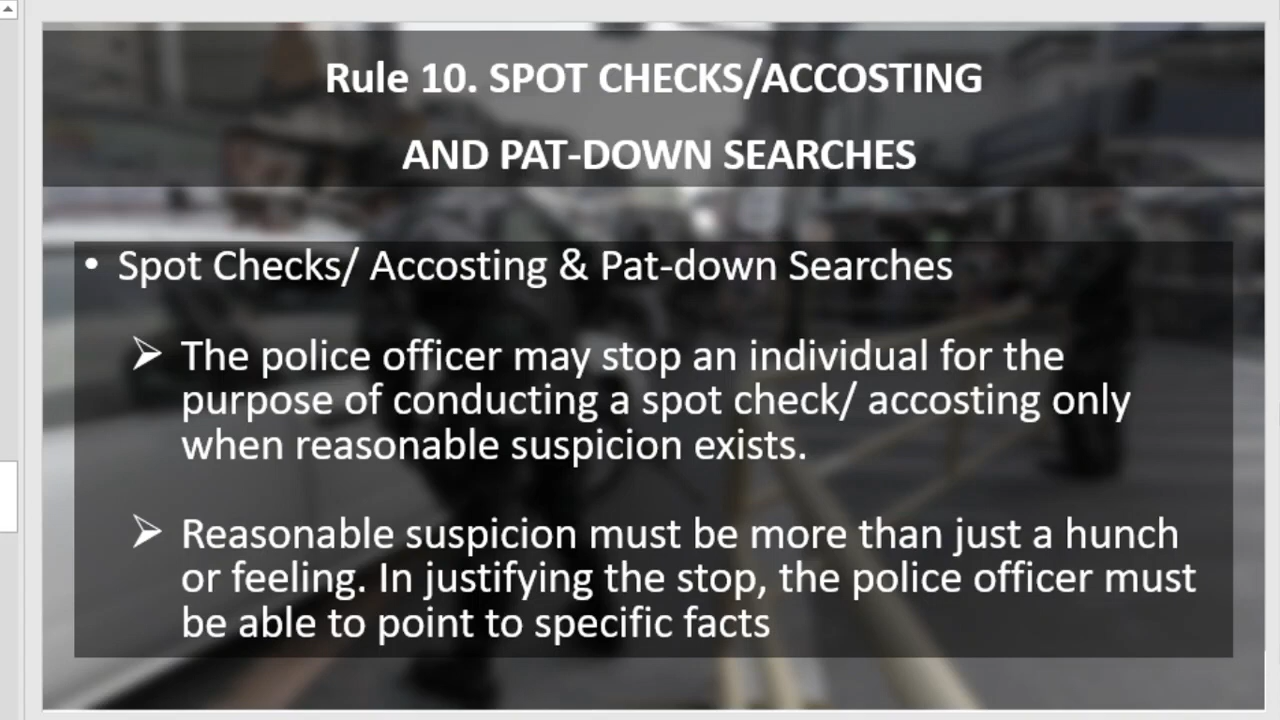 Rule 10. SPOT CHECKS/ACCOSTING
AND PAT-DOWN SEARCHES
• Spot Checks/ Accosting & Pat-down Searches
➢ The police officer may stop an individual for the
purpose of conducting a spot check/ accosting only
when reasonable suspicion exists.
➢ Reasonable suspicion must be more than just a hunch
or feeling. In justifying the stop, the police officer must
be able to point to specific facts